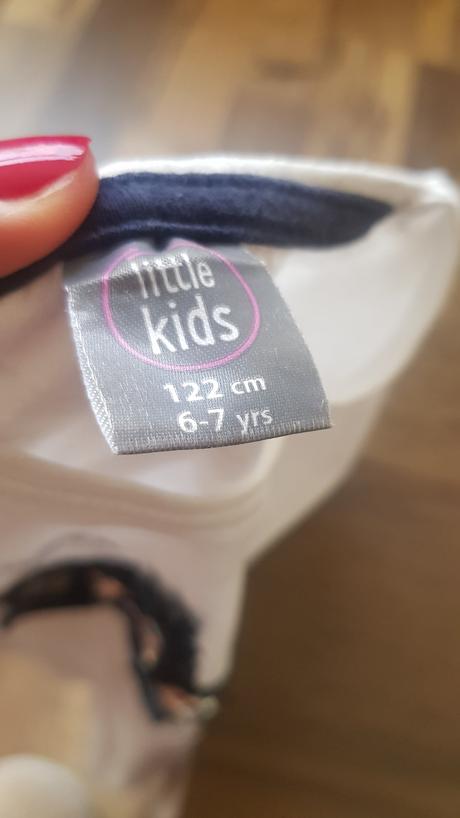 little
kids
122 cm
6-7 yrs